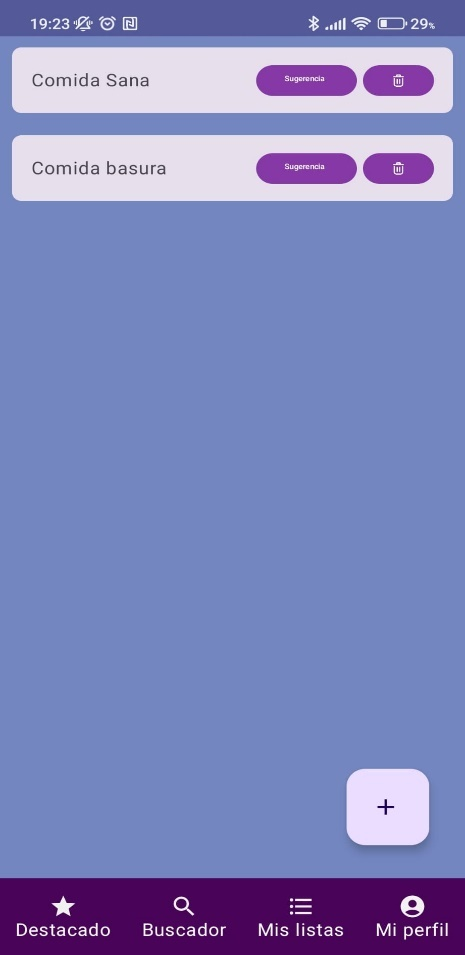 19:23 29%
Comida Sana Sugerencia
Comida basura Sugerencia
+
Destacado Buscador Mis listas Mi perfil